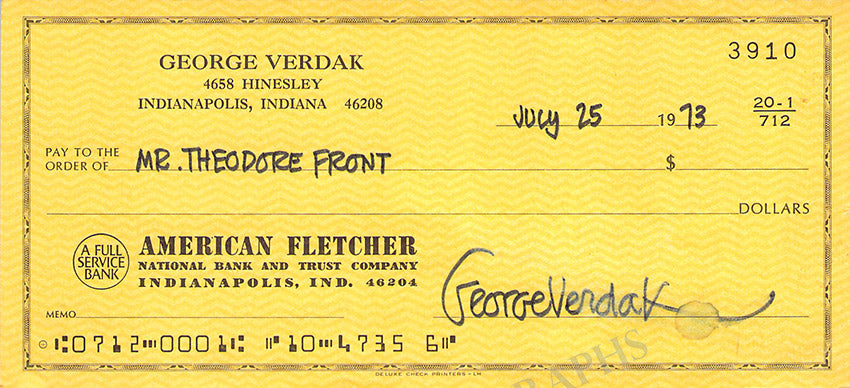 3910
GEORGE VERDAK
4658 HINESLEY
INDIANAPOLIS, INDIANA 46208
JULY 25 1973
20-1
712
PAY TO THE
ORDER OF MR. THEODORE FRONT $
DOLLARS
A FULL
SERVICE
BANK
AMERICAN FLETCHER
NATIONAL BANK AND TRUST COMPANY
INDIANAPOLIS, IND. 46204
George Verdak
MEMO
⑆0712⑉0001⑆ ⑈10⑉4735 6⑈
DELUXE CHECK PRINTERS - LH